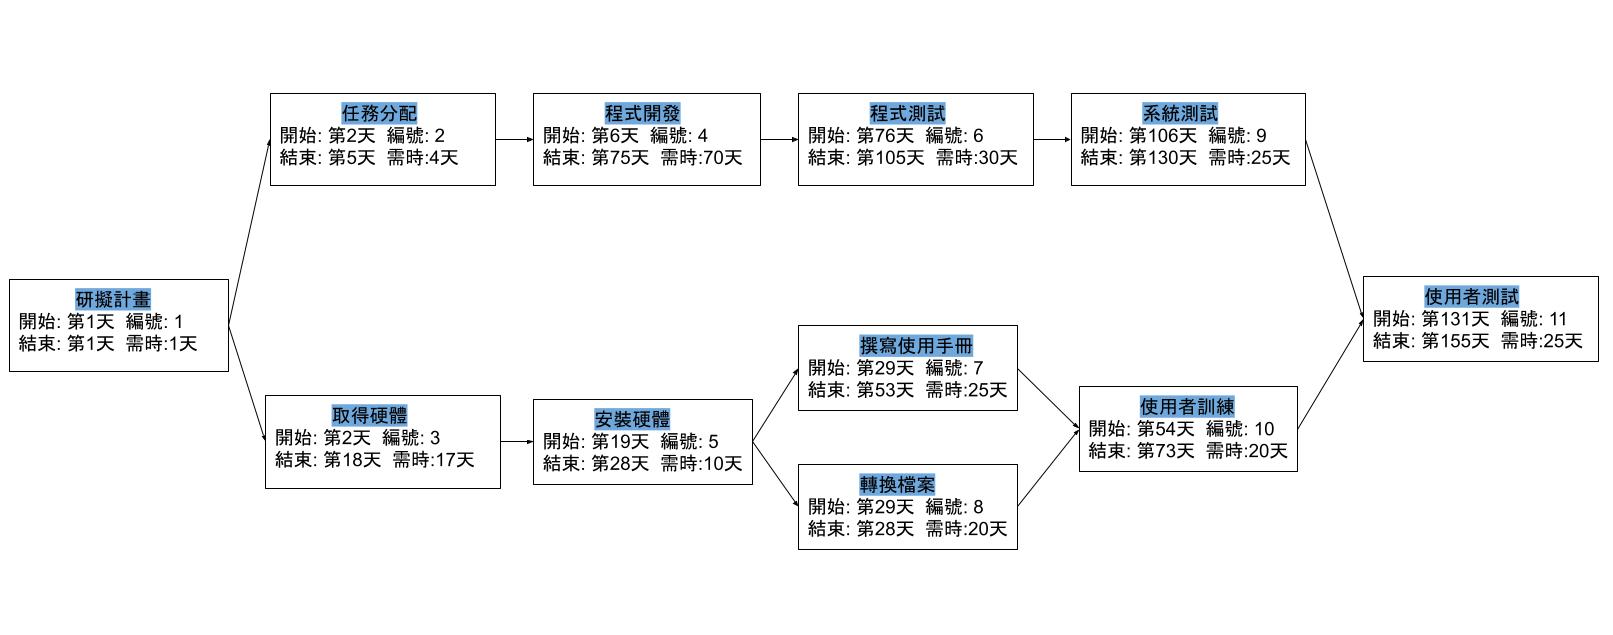 任務分配
開始: 第2天 編號: 2
結束: 第5天 需時:4天
程式開發
開始: 第6天 編號: 4
結束: 第75天 需時:70天
程式測試
開始: 第76天 編號: 6
結束: 第105天 需時:30天
系統測試
開始: 第106天 編號: 9
結束: 第130天 需時:25天
研擬計畫
開始: 第1天 編號: 1
結束: 第1天 需時:1天
使用者測試
開始: 第131天 編號: 11
結束: 第155天 需時:25天
取得硬體
開始: 第2天 編號: 3
結束: 第18天 需時:17天
安裝硬體
開始: 第19天 編號: 5
結束: 第28天 需時:10天
撰寫使用手冊
開始: 第29天 編號: 7
結束: 第53天 需時:25天
轉換檔案
開始: 第29天 編號: 8
結束: 第28天 需時:20天
使用者訓練
開始: 第54天 編號: 10
結束: 第73天 需時:20天